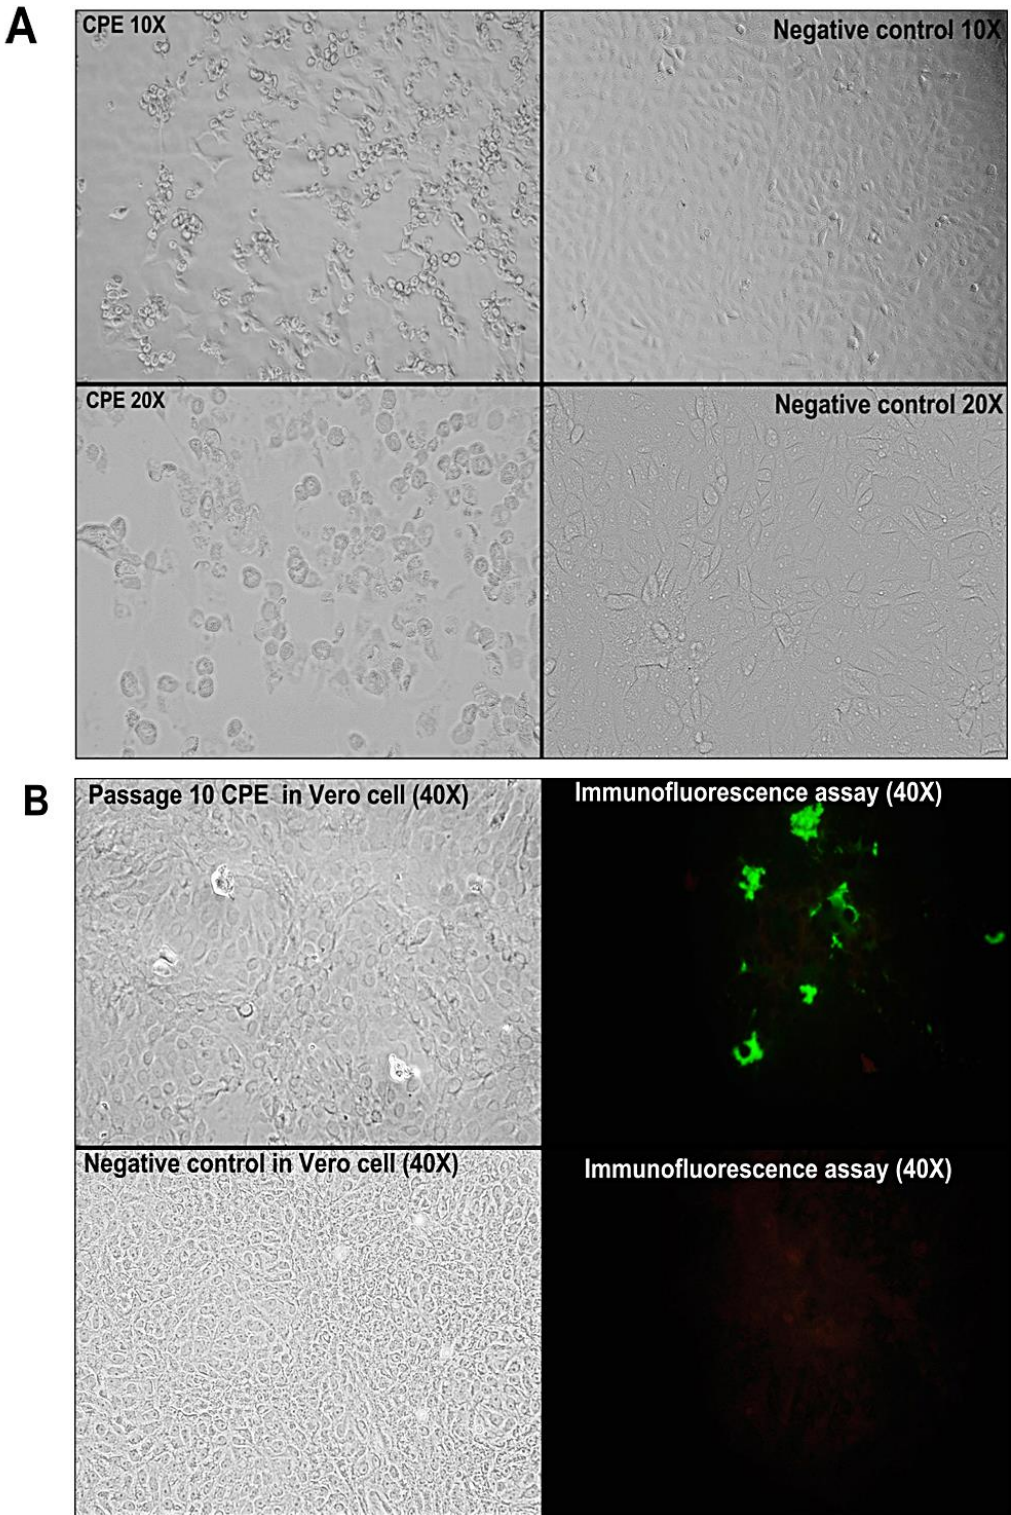 A
CPE 10X
Negative control 10X
CPE 20X
Negative control 20X
B
Passage 10 CPE in Vero cell (40X)
Immunofluorescence assay (40X)
Negative control in Vero cell (40X)
Immunofluorescence assay (40X)